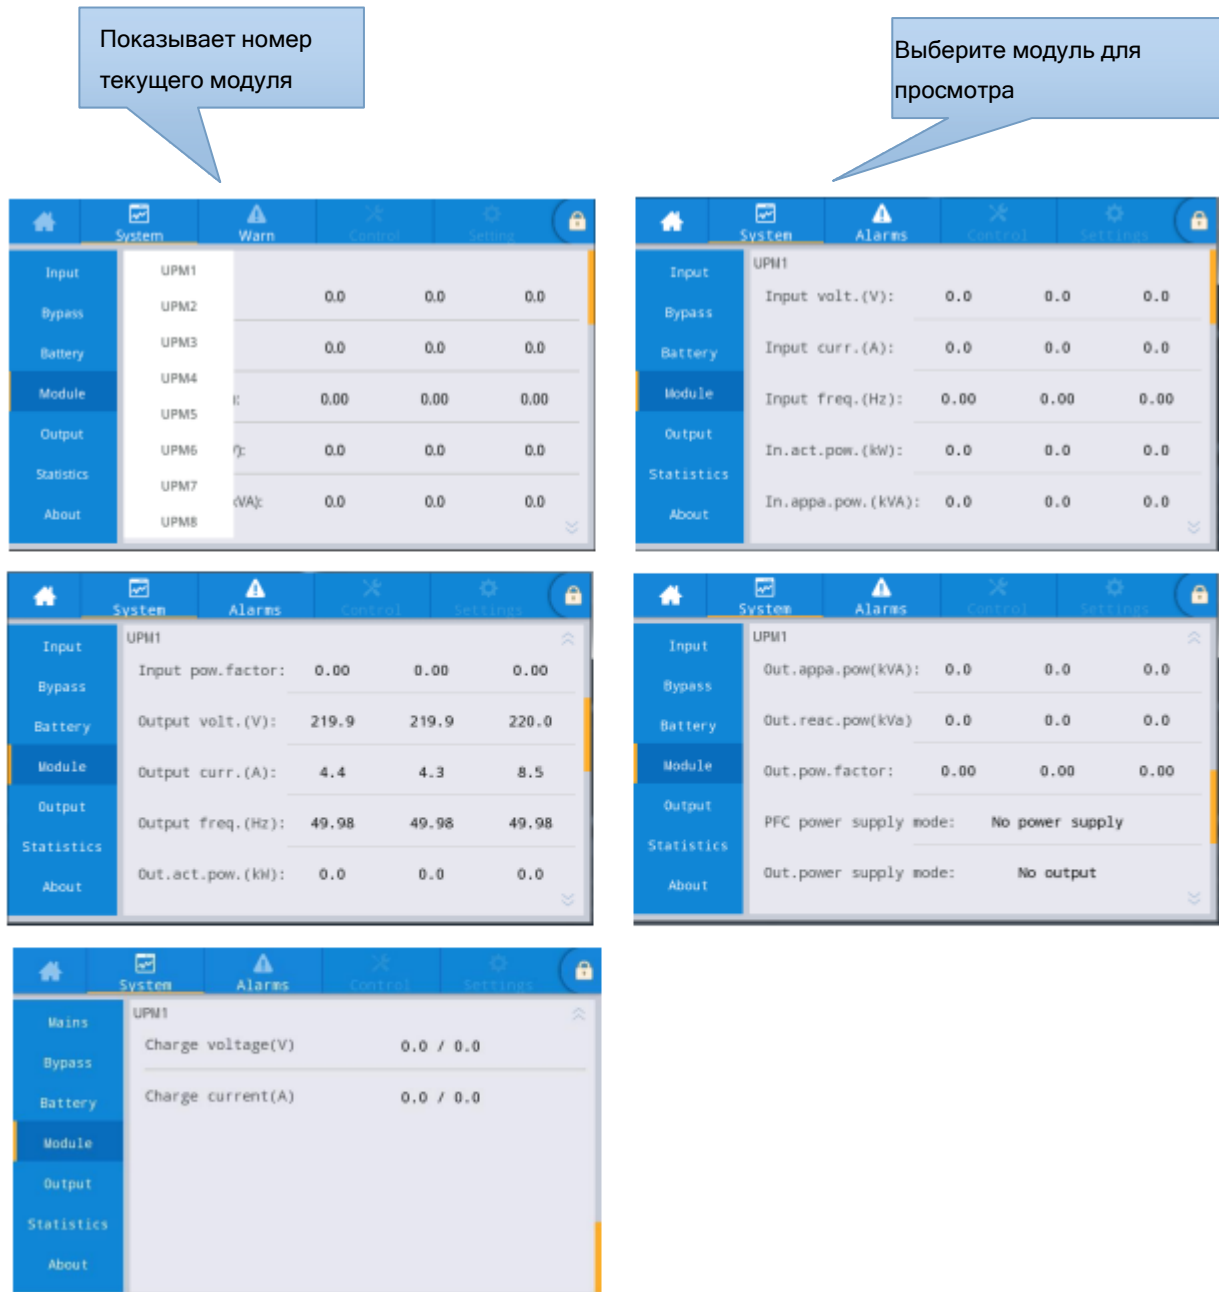 Показывает номер
текущего модуля
Выберите модуль для
просмотра
System Warn Control Setting
Input
Bypass
Battery
Module
Output
Statistics
About
UPM1
UPM2
UPM3
UPM4
UPM5
UPM6
UPM7
UPM8
0.0 0.0 0.0
0.0 0.0 0.0
0.00 0.00 0.00
0.0 0.0 0.0
kVA): 0.0 0.0 0.0
System Alarms Control Settings
Input
Bypass
Battery
Module
Output
Statistics
About
UPM1
Input volt.(V): 0.0 0.0 0.0
Input curr.(A): 0.0 0.0 0.0
Input freq.(Hz): 0.00 0.00 0.00
In.act.pow.(kW): 0.0 0.0 0.0
In.appa.pow.(kVA): 0.0 0.0 0.0
System Alarms Control Settings
Input
Bypass
Battery
Module
Output
Statistics
About
UPM1
Input pow.factor: 0.00 0.00 0.00
Output volt.(V): 219.9 219.9 220.0
Output curr.(A): 4.4 4.3 8.5
Output freq.(Hz): 49.98 49.98 49.98
Out.act.pow.(kW): 0.0 0.0 0.0
System Alarms Control Settings
Input
Bypass
Battery
Module
Output
Statistics
About
UPM1
Out.appa.pow(kVA): 0.0 0.0 0.0
Out.reac.pow(kVa) 0.0 0.0 0.0
Out.pow.factor: 0.00 0.00 0.00
PFC power supply mode: No power supply
Out.power supply mode: No output
System Alarms Control Settings
Mains
Bypass
Battery
Module
Output
Statistics
About
UPM1
Charge voltage(V) 0.0 / 0.0
Charge current(A) 0.0 / 0.0